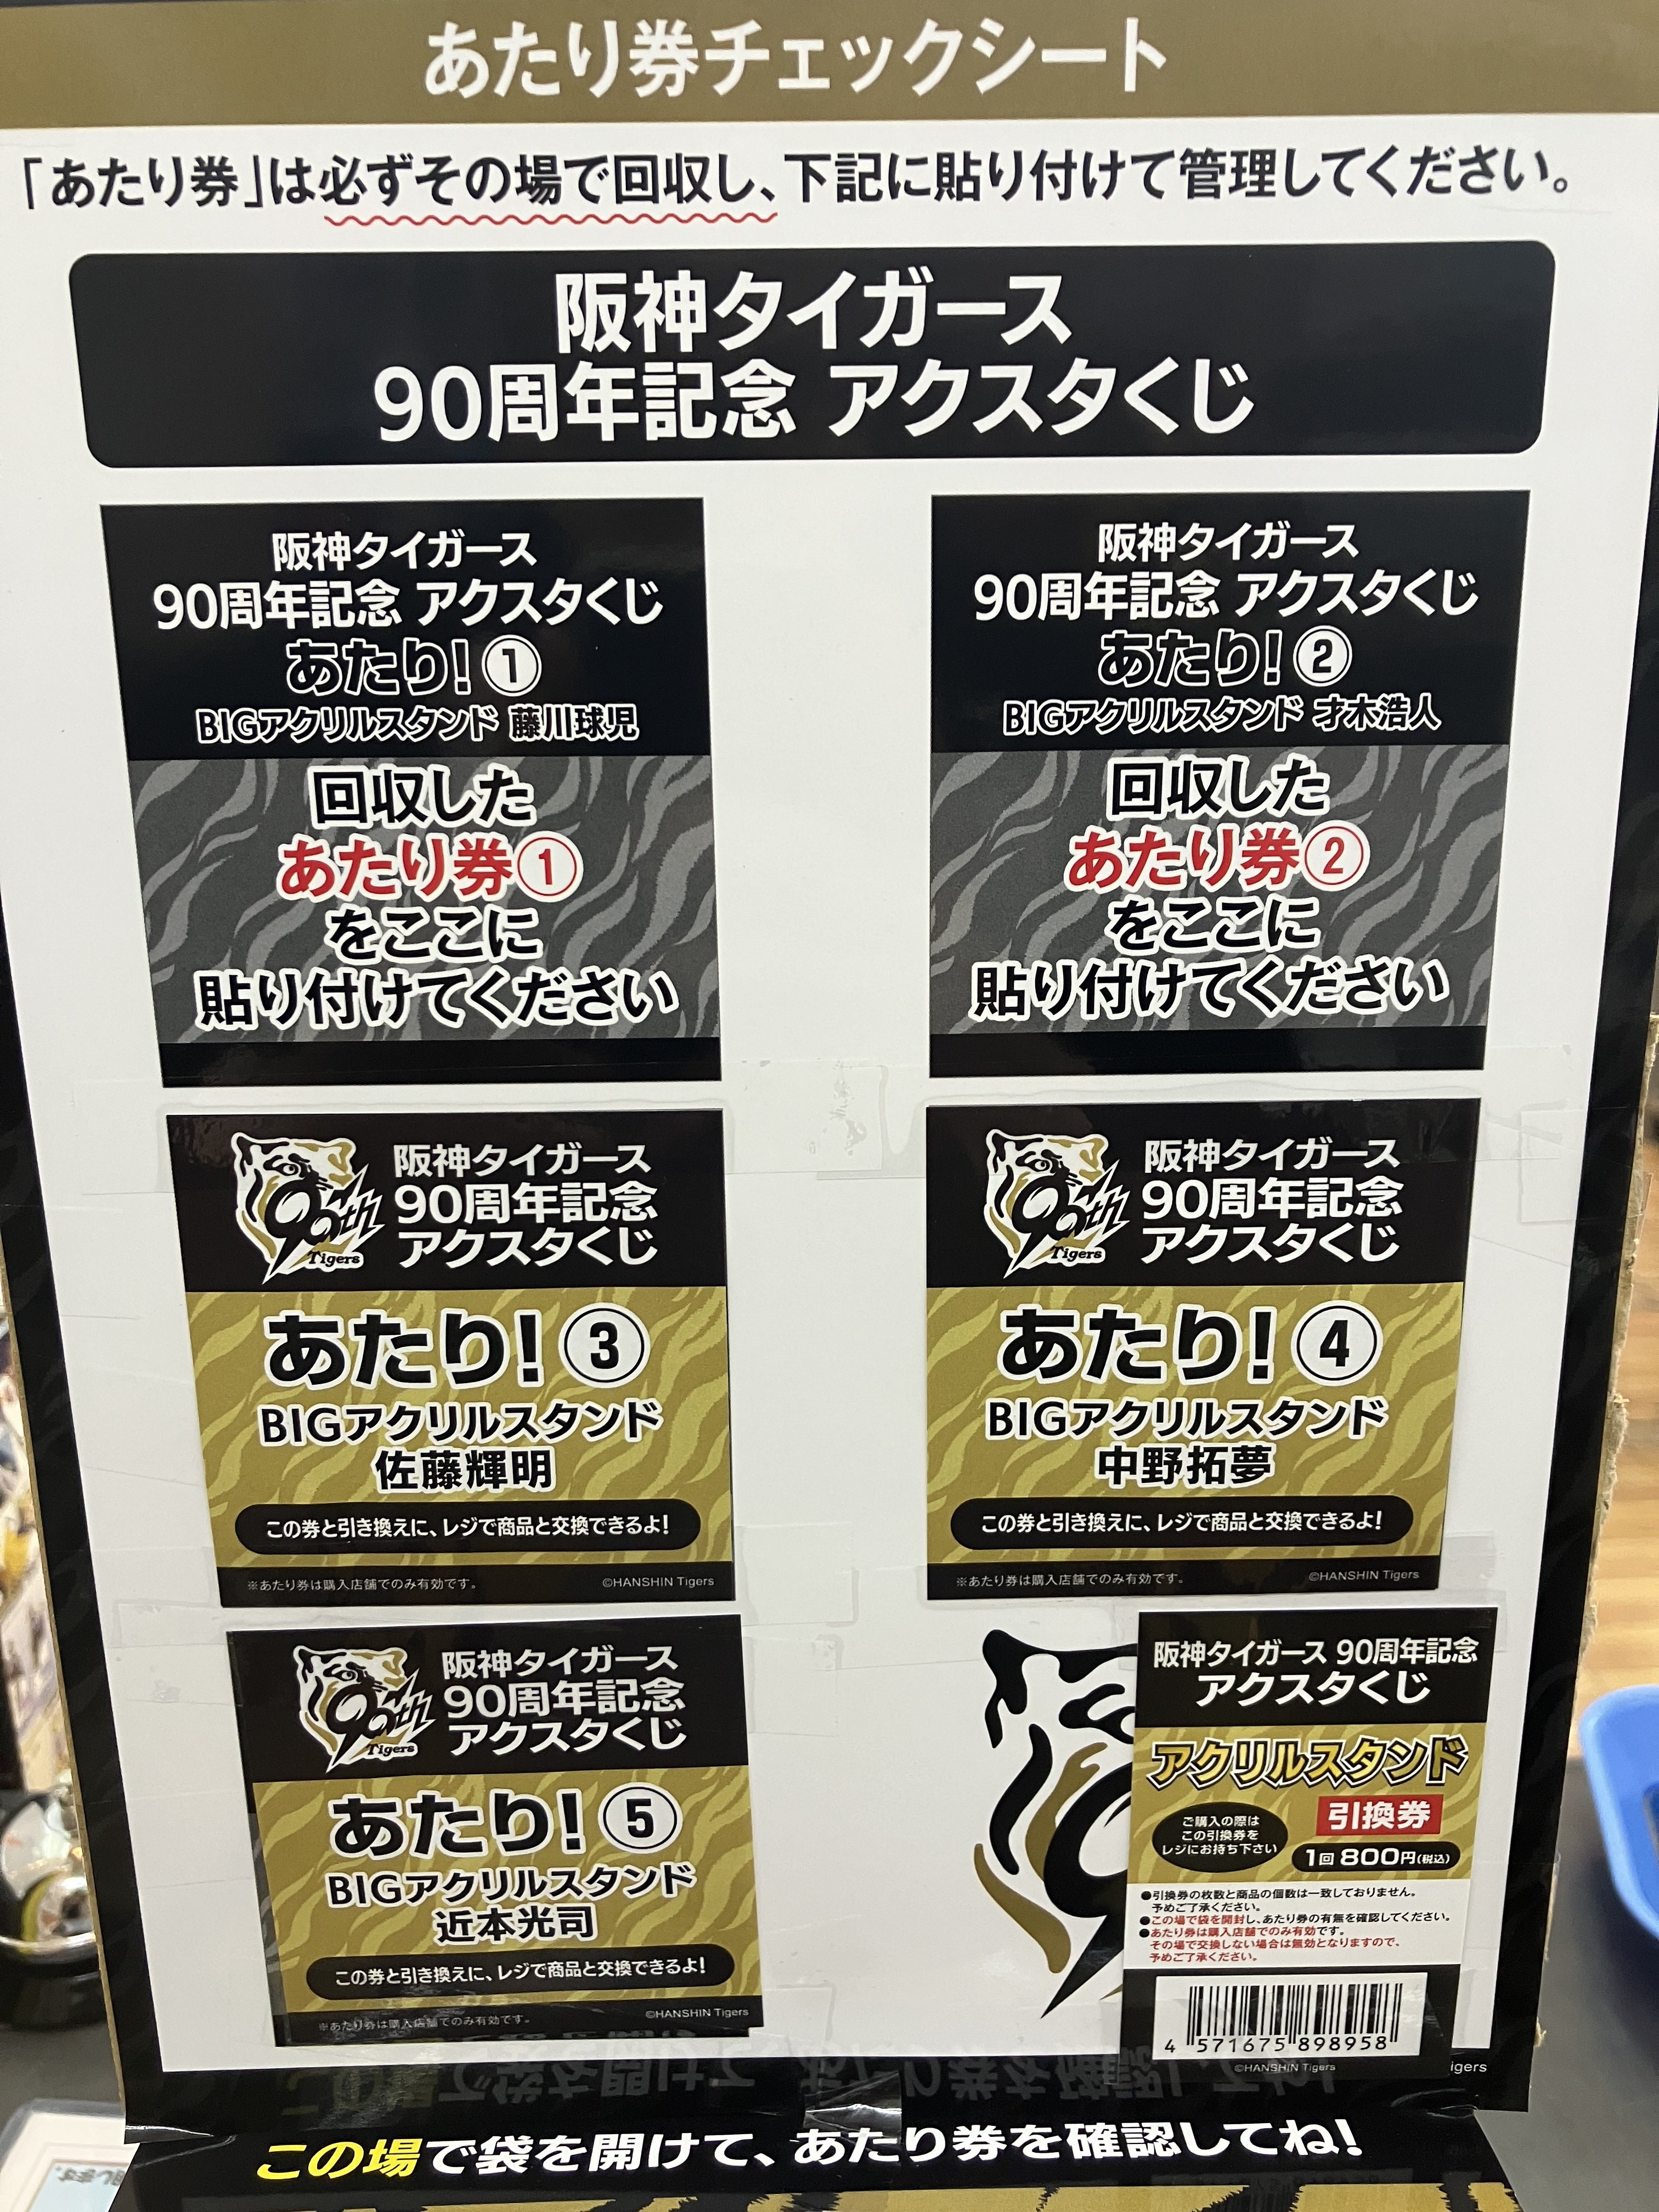 あたり券チェックシート
「あたり券」は必ずその場で回収し、下記に貼り付けて管理してください。
阪神タイガース
90周年記念 アクスタくじ
阪神タイガース
90周年記念 アクスタくじ
あたり! ①
BIGアクリルスタンド 藤川球児
回収した
あたり券①
をここに
貼り付けてください
阪神タイガース
90周年記念 アクスタくじ
あたり! ②
BIGアクリルスタンド 才木浩人
回収した
あたり券②
をここに
貼り付けてください
90th
Tigers
阪神タイガース
90周年記念
アクスタくじ
あたり! ③
BIGアクリルスタンド
佐藤輝明
この券と引き換えに、レジで商品と交換できるよ!
※あたり券は購入店舗でのみ有効です。
©HANSHIN Tigers
90th
Tigers
阪神タイガース
90周年記念
アクスタくじ
あたり! ④
BIGアクリルスタンド
中野拓夢
この券と引き換えに、レジで商品と交換できるよ!
※あたり券は購入店舗でのみ有効です。
©HANSHIN Tigers
90th
Tigers
阪神タイガース
90周年記念
アクスタくじ
あたり! ⑤
BIGアクリルスタンド
近本光司
この券と引き換えに、レジで商品と交換できるよ!
※あたり券は購入店舗でのみ有効です。
©HANSHIN Tigers
阪神タイガース 90周年記念
アクスタくじ
アクリルスタンド
引換券
ご購入の際は
この引換券を
レジにお持ち下さい
1回 800円(税込)
●引換券の枚数と商品の個数は一致しておりません。
予めご了承ください。
●この場で袋を開封し、あたり券の有無を確認してください。
●あたり券は購入店舗でのみ有効です。
その場で交換しない場合は無効となりますので、
予めご了承ください。
4 571675 898958
©HANSHIN Tigers
igers
この場で袋を開けて、あたり券を確認してね!